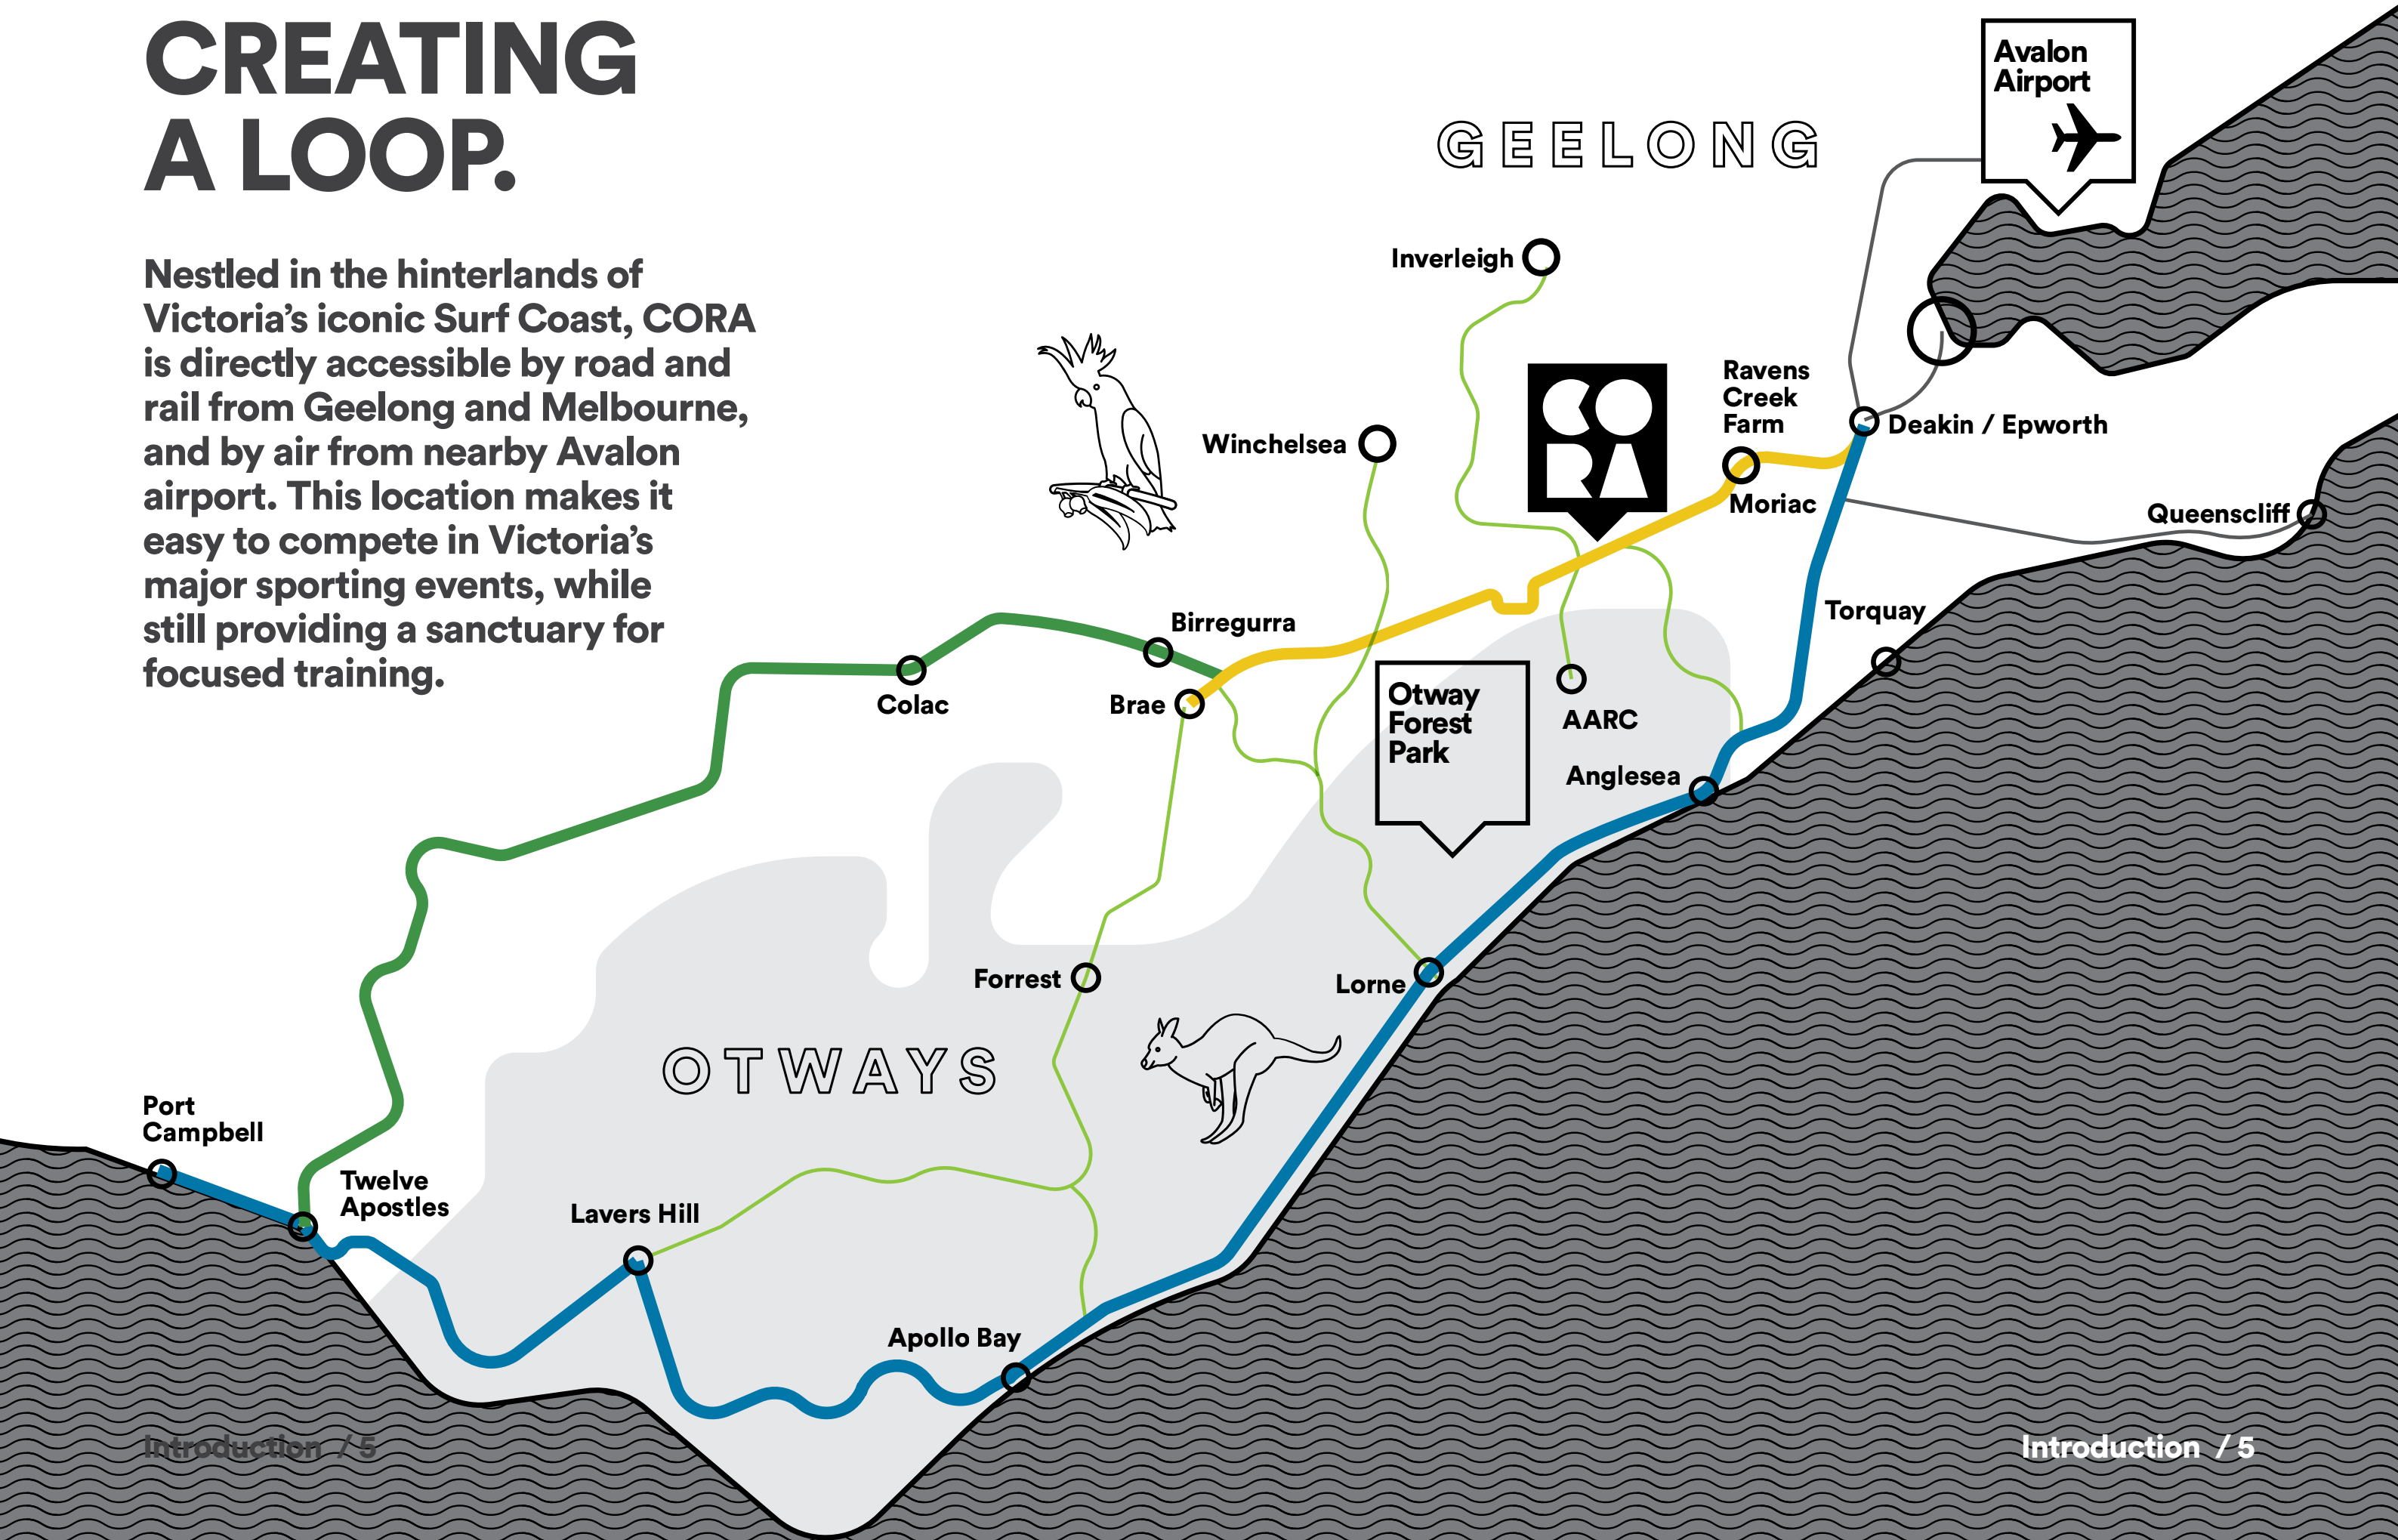 CREATING
A LOOP.
Nestled in the hinterlands of
Victoria’s iconic Surf Coast, CORA
is directly accessible by road and
rail from Geelong and Melbourne,
and by air from nearby Avalon
airport. This location makes it
easy to compete in Victoria’s
major sporting events, while
still providing a sanctuary for
focused training.
Avalon
Airport
GEELONG
Inverleigh
CO
RA
Ravens
Creek
Farm
Winchelsea
Deakin / Epworth
Moriac
Queenscliff
Torquay
Birregurra
Colac
Brae
Otway
Forest
Park
AARC
Anglesea
Forrest
Lorne
OTWAYS
Port
Campbell
Twelve
Apostles
Lavers Hill
Apollo Bay
Introduction / 5
Introduction / 5